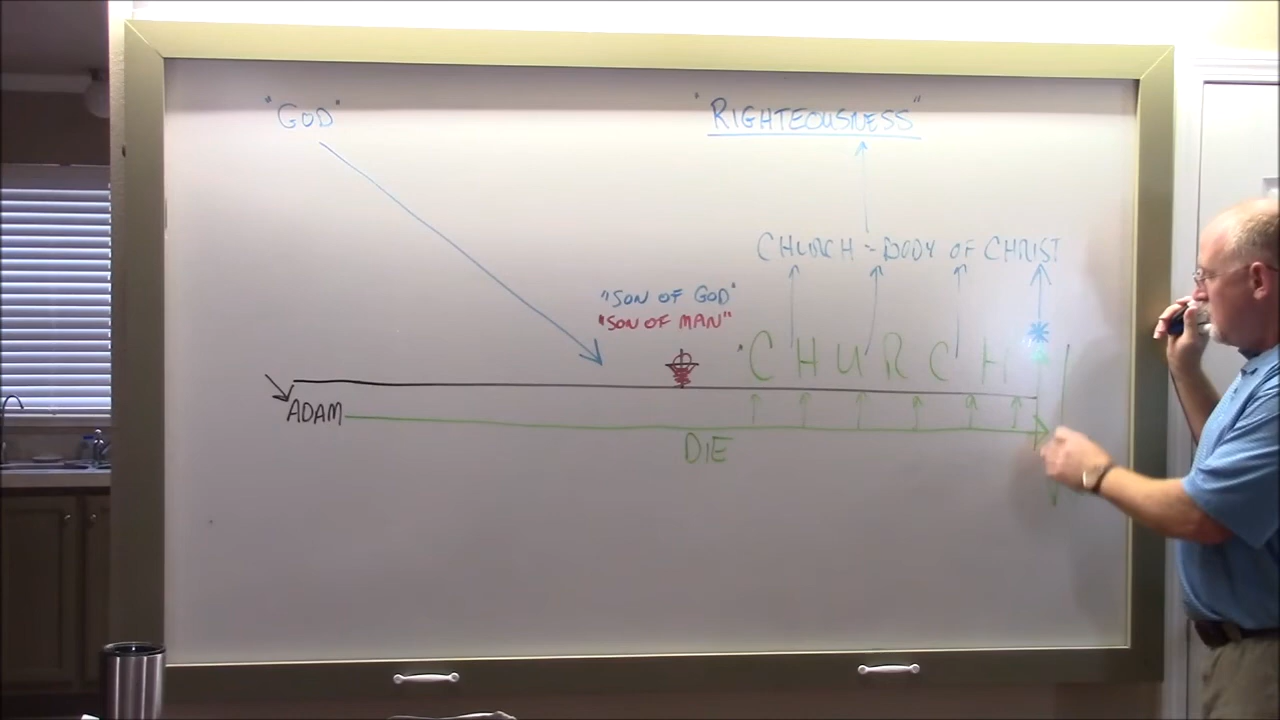 "GOD"
"RIGHTEOUSNESS"
CHURCH - BODY OF CHRIST
"SON OF GOD"
"SON OF MAN"
CHURCH
ADAM
DIE